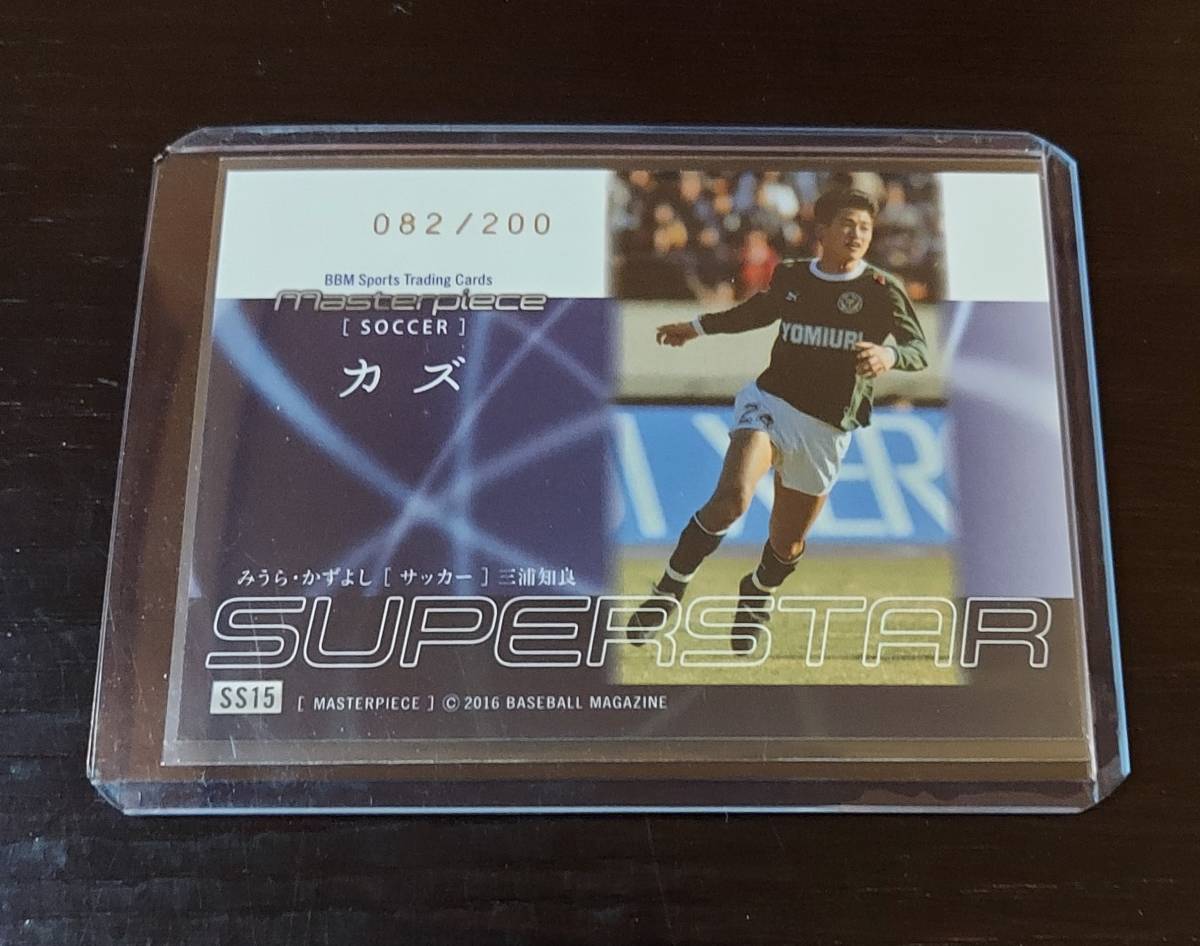 082/200
BBM Sports Trading Cards
Masterpiece
[ SOCCER ]
カズ
YOMIURI
みうら・かずよし [ サッカー ] 三浦知良
SUPERSTAR
SS15 [ MASTERPIECE ] © 2016 BASEBALL MAGAZINE